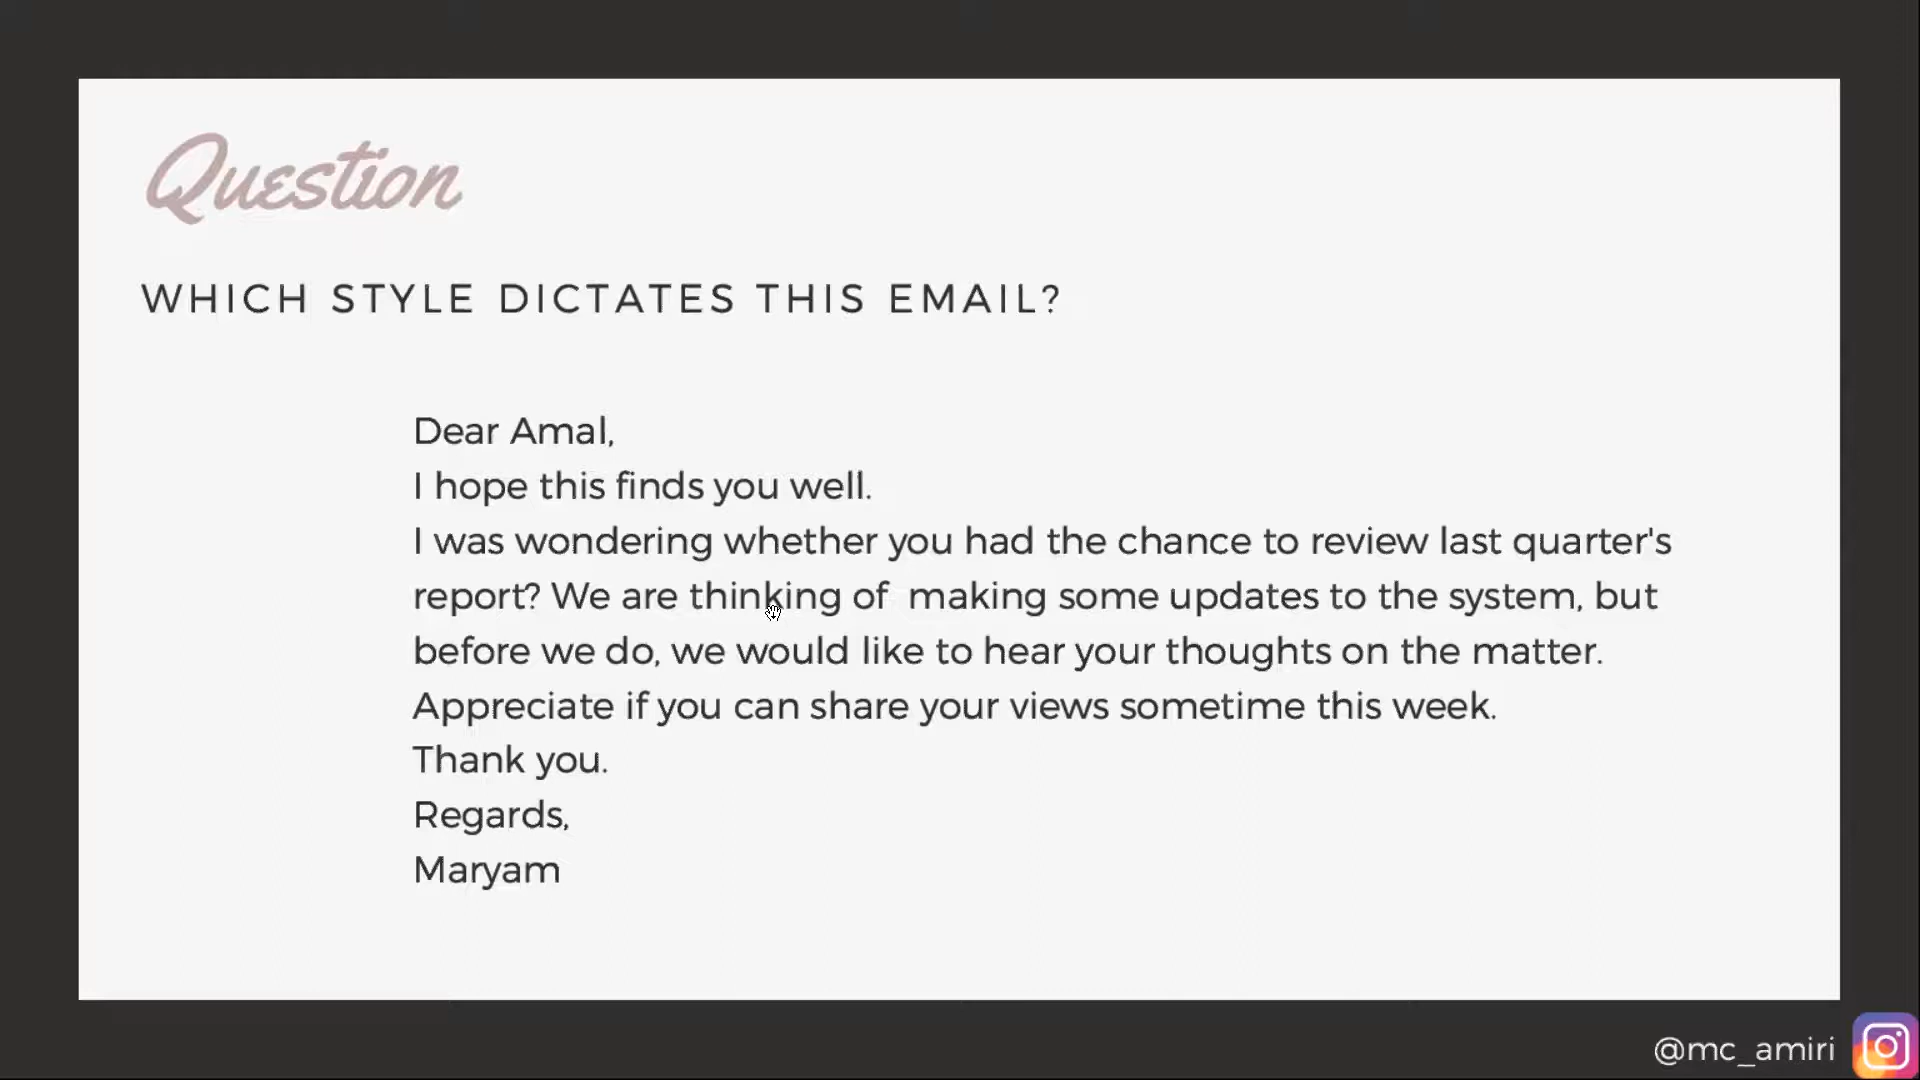 Question
WHICH STYLE DICTATES THIS EMAIL?
Dear Amal,
I hope this finds you well.
I was wondering whether you had the chance to review last quarter's
report? We are thinking of  making some updates to the system, but
before we do, we would like to hear your thoughts on the matter.
Appreciate if you can share your views sometime this week.
Thank you.
Regards,
Maryam
@mc_amiri